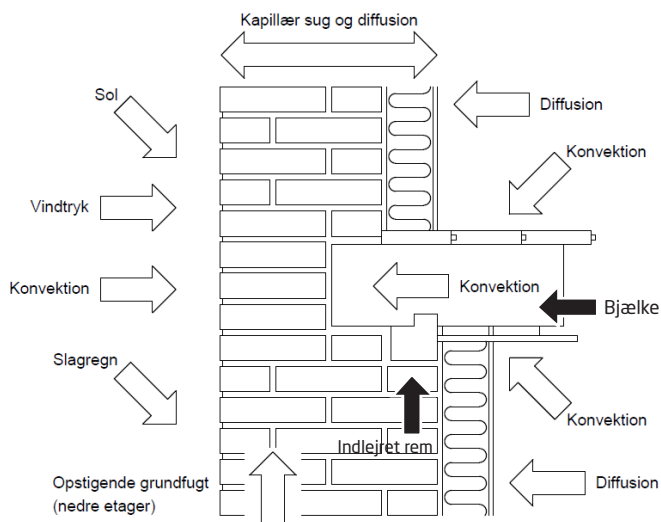 Kapillær sug og diffusion
Sol
Diffusion
Konvektion
Vindtryk
Konvektion
Konvektion
Bjælke
Slagregn
Konvektion
Indlejret rem
Opstigende grundfugt
(nedre etager)
Diffusion